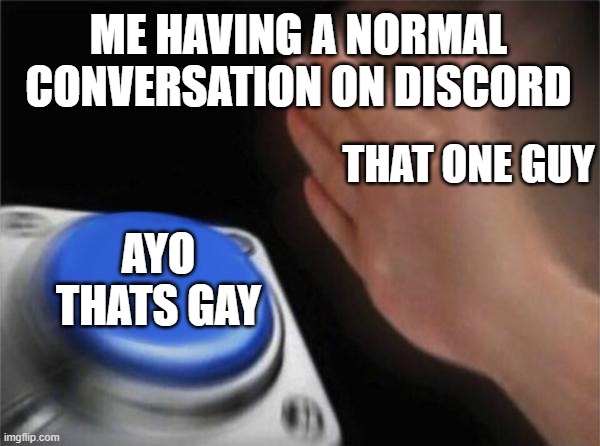 ME HAVING A NORMAL
CONVERSATION ON DISCORD
THAT ONE GUY
AYO
THATS GAY
imgflip.com